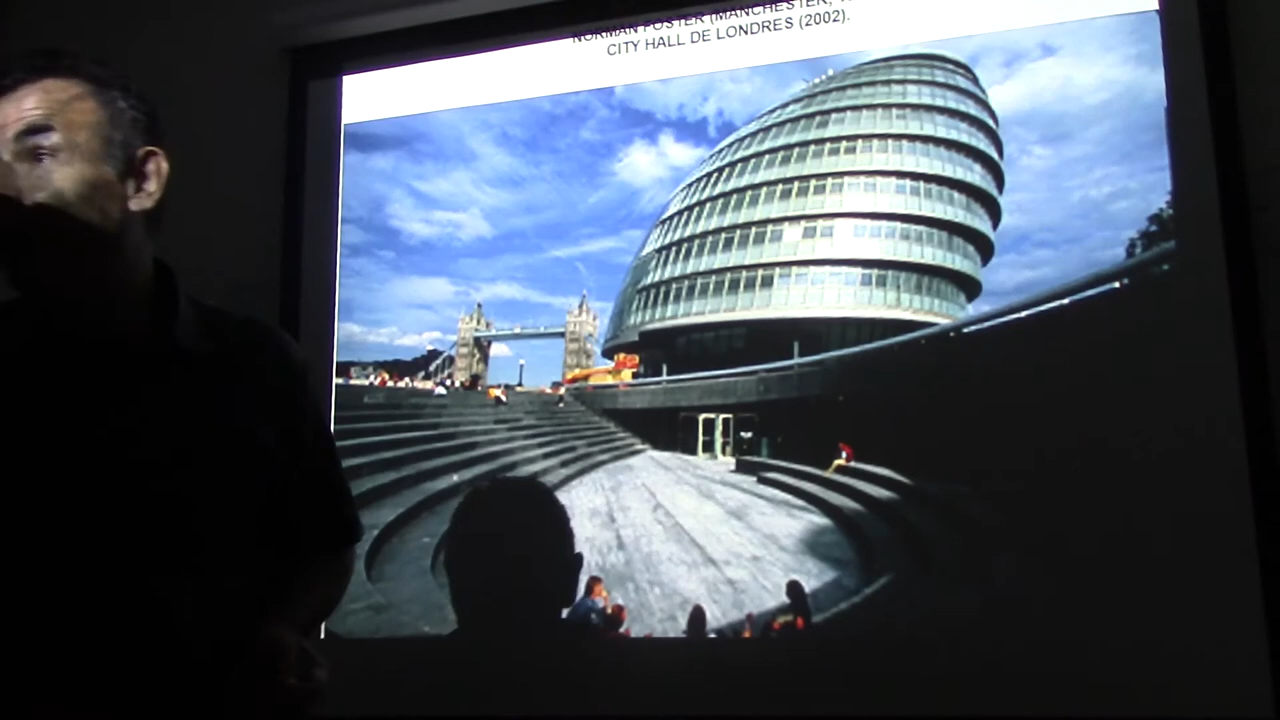 NORMAN FOSTER (MANCHESTER,
CITY HALL DE LONDRES (2002).